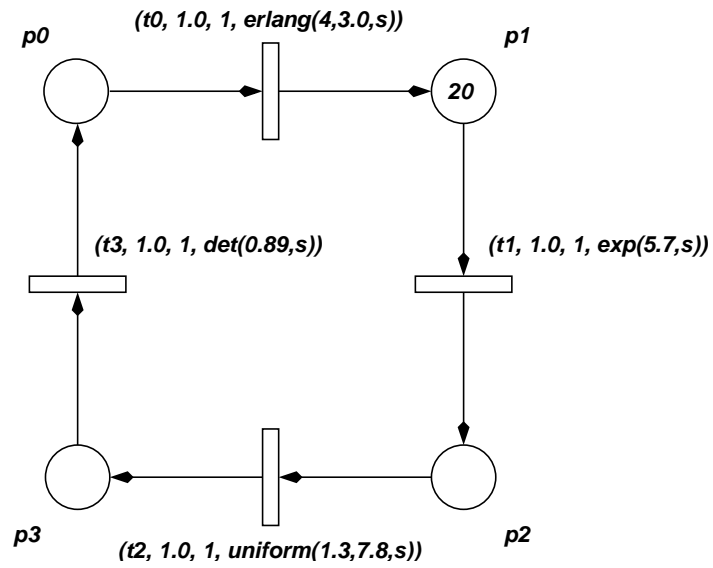 (t0, 1.0, 1, erlang(4,3.0,s))
p0
p1
20
(t3, 1.0, 1, det(0.89,s))
(t1, 1.0, 1, exp(5.7,s))
p3
p2
(t2, 1.0, 1, uniform(1.3,7.8,s))